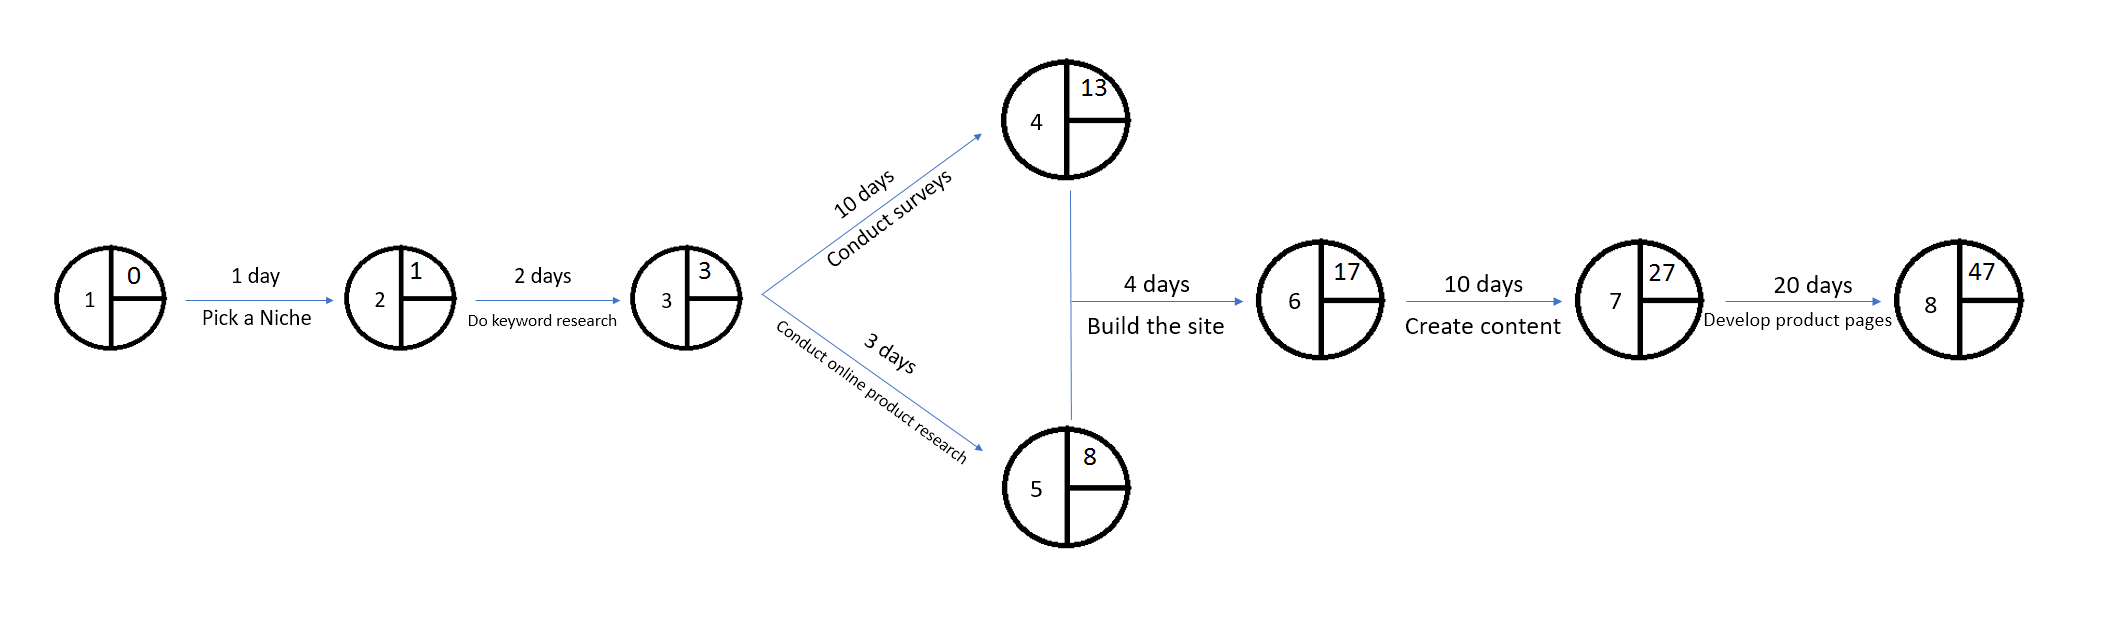 1
0
1 day
Pick a Niche
2
1
2 days
Do keyword research
3
3
10 days
Conduct surveys
3 days
Conduct online product research
4
13
5
8
4 days
Build the site
6
17
10 days
Create content
7
27
20 days
Develop product pages
8
47